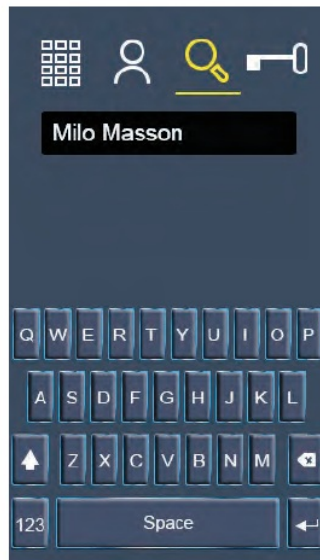 Milo Masson
Q W E R T Y U I O P
A S D F G H J K L
Z X C V B N M
123 Space